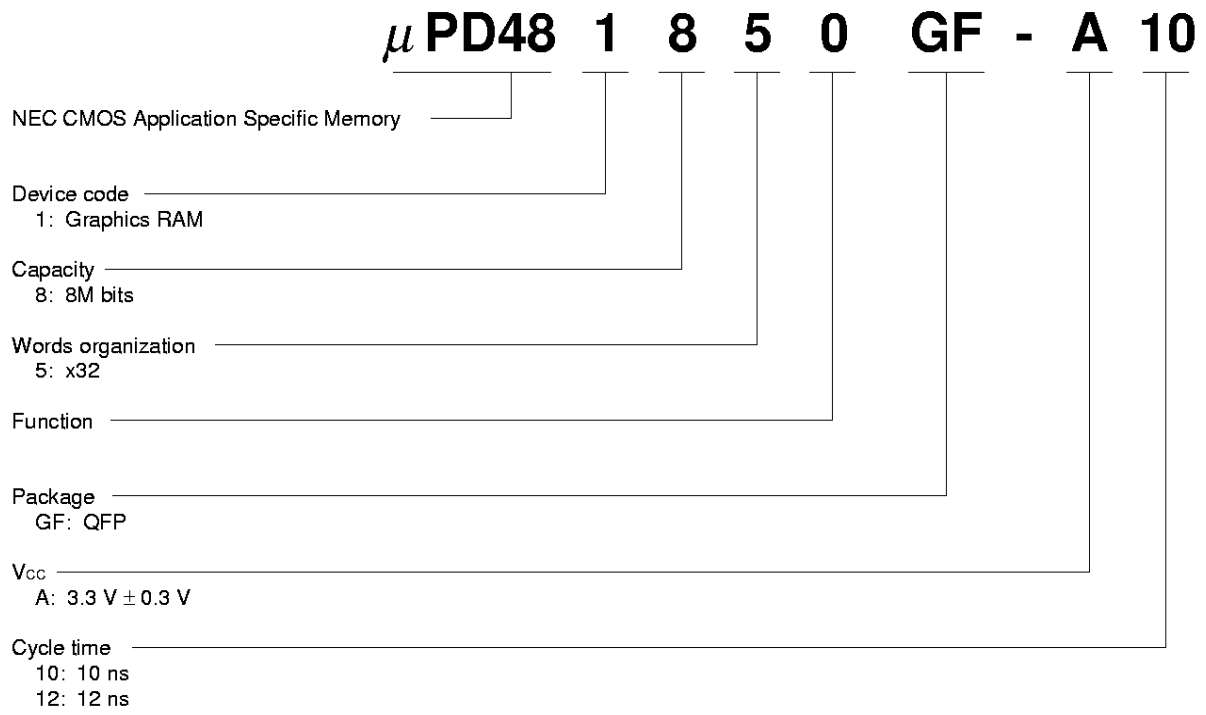 μ PD48 1 8 5 0 GF - A 10
NEC CMOS Application Specific Memory
Device code
1: Graphics RAM
Capacity
8: 8M bits
Words organization
5: x32
Function
Package
GF: QFP
Vcc
A: 3.3 V ± 0.3 V
Cycle time
10: 10 ns
12: 12 ns